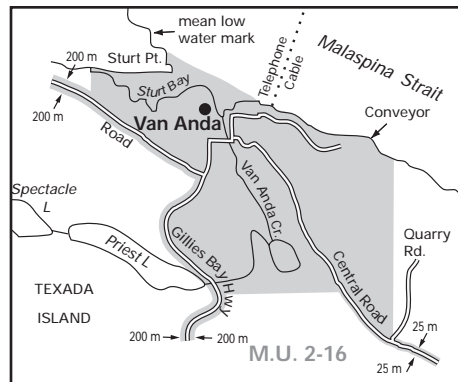 mean low
water mark
200 m
Sturt Pt.
Telephone
Cable
Malaspina Strait
Sturt Bay
Conveyor
200 m
Van Anda
Road
Van Anda Cr.
Spectacle
L
Priest L
Gillies Bay
Hwy
Central Road
Quarry
Rd.
TEXADA
ISLAND
200 m
200 m
25 m
M.U. 2-16
25 m